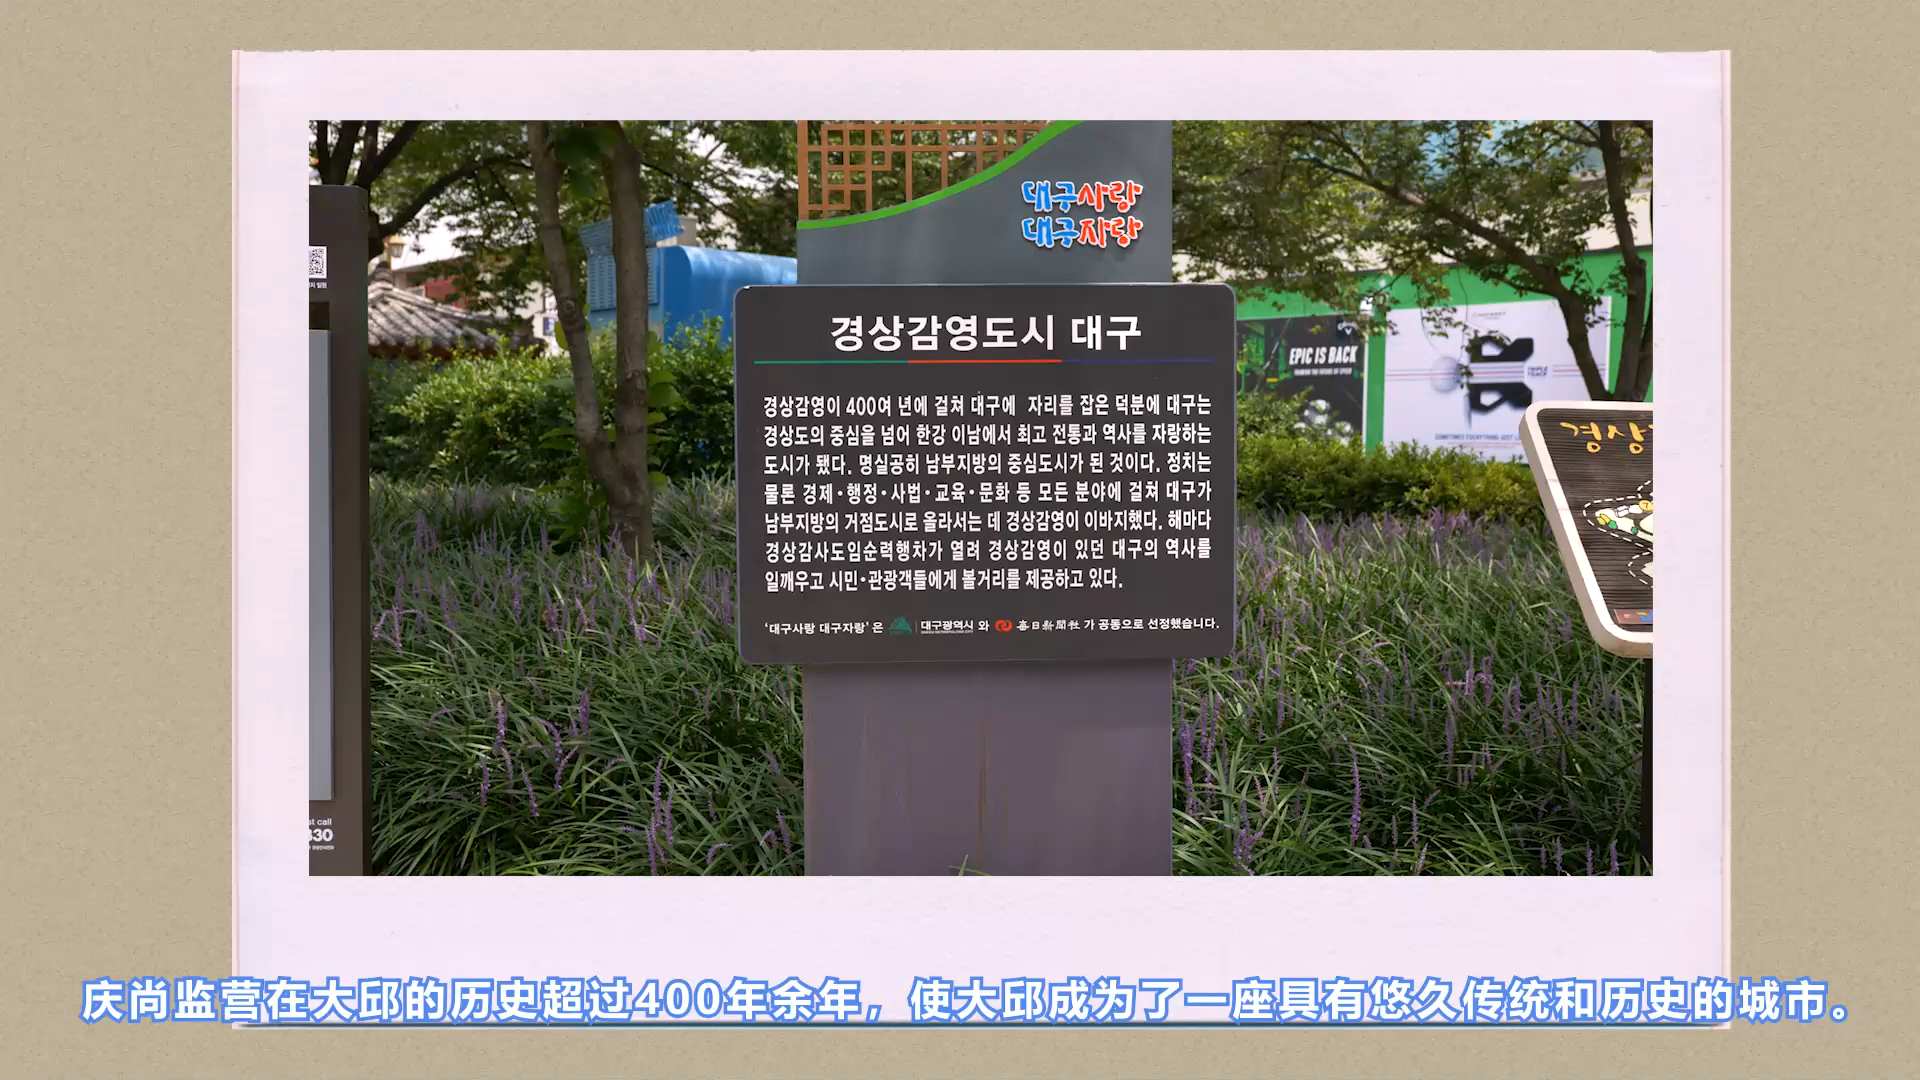 대구사랑
대구자랑
경상감영도시 대구
경상감영이 400여 년에 걸쳐 대구에 자리를 잡은 덕분에 대구는
경상도의 중심을 넘어 한강 이남에서 최고 전통과 역사를 자랑하는
도시가 됐다. 명실공히 남부지방의 중심도시가 된 것이다. 정치는
물론 경제·행정·사법·교육·문화 등 모든 분야에 걸쳐 대구가
남부지방의 거점도시로 올라서는 데 경상감영이 이바지했다. 해마다
경상감사도임순력행차가 열려 경상감영이 있던 대구의 역사를
일깨우고 시민·관광객들에게 볼거리를 제공하고 있다.
'대구사랑 대구자랑'은 대구광역시 와 每日新聞社 가 공동으로 선정했습니다.
EPIC IS BACK
경상
st call
330
庆尚监营在大邱的历史超过400年余年，使大邱成为了一座具有悠久传统和历史的城市。